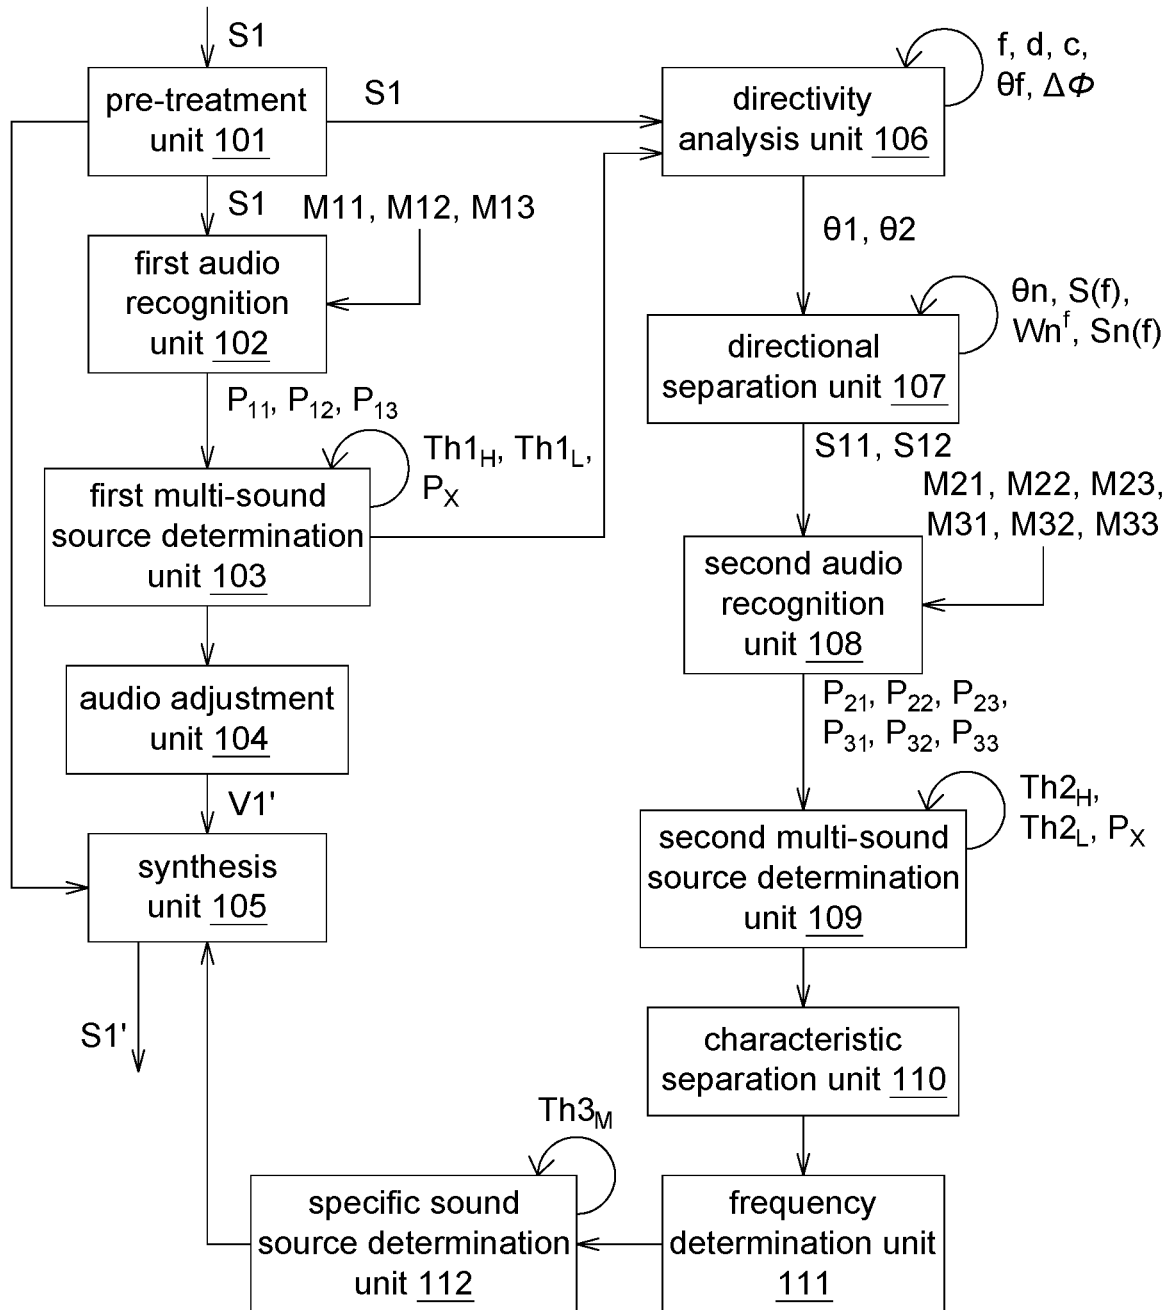 S1
pre-treatment
unit 101
S1
S1
M11, M12, M13
first audio
recognition
unit 102
P11, P12, P13
Th1H, Th1L,
PX
first multi-sound
source determination
unit 103
audio adjustment
unit 104
V1'
synthesis
unit 105
S1'
directivity
analysis unit 106
f, d, c,
θf, ΔΦ
θ1, θ2
θn, S(f),
Wn^f, Sn(f)
directional
separation unit 107
S11, S12
M21, M22, M23,
M31, M32, M33
second audio
recognition
unit 108
P21, P22, P23,
P31, P32, P33
Th2H,
Th2L, PX
second multi-sound
source determination
unit 109
characteristic
separation unit 110
frequency
determination unit
111
Th3M
specific sound
source determination
unit 112